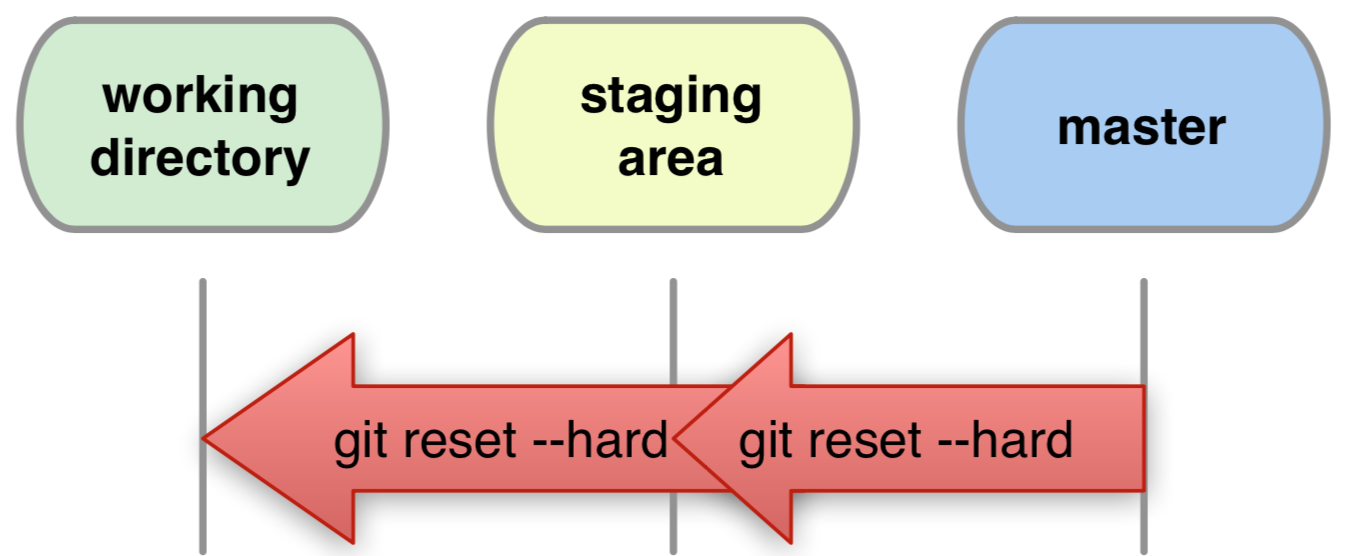 working
directory
staging
area
master
git reset --hard
git reset --hard